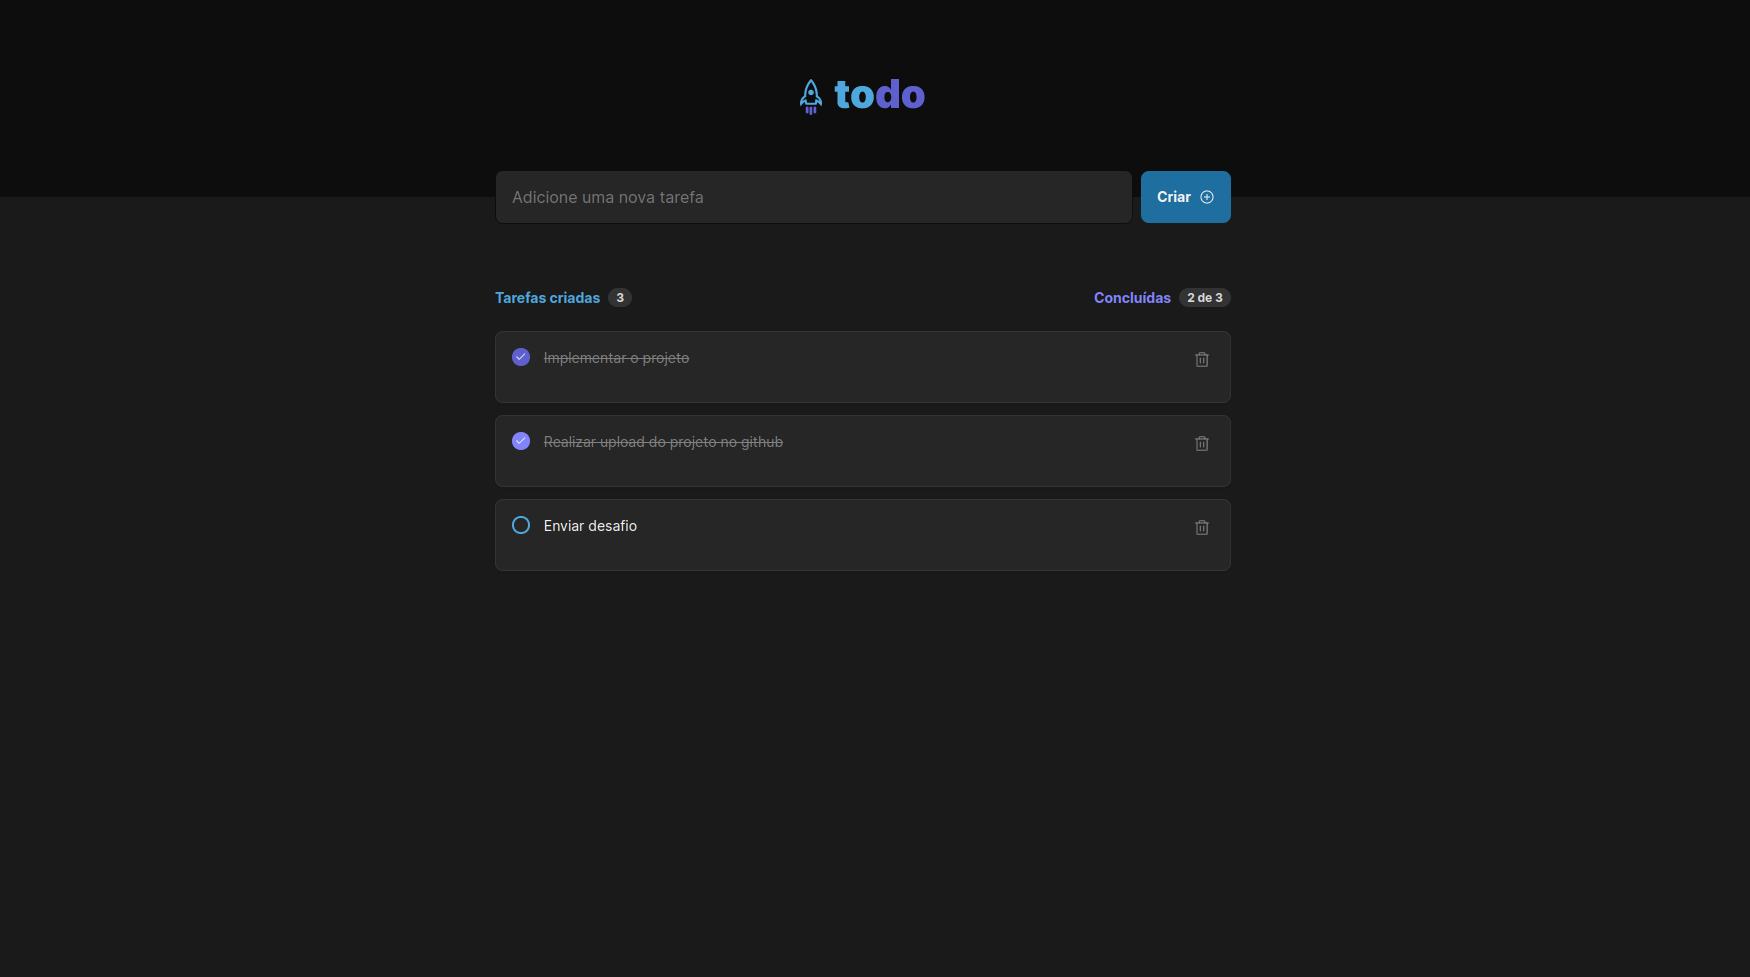 todo
Adicione uma nova tarefa
Criar
Tarefas criadas 3
Concluídas 2 de 3
Implementar o projeto
Realizar upload do projeto no github
Enviar desafio